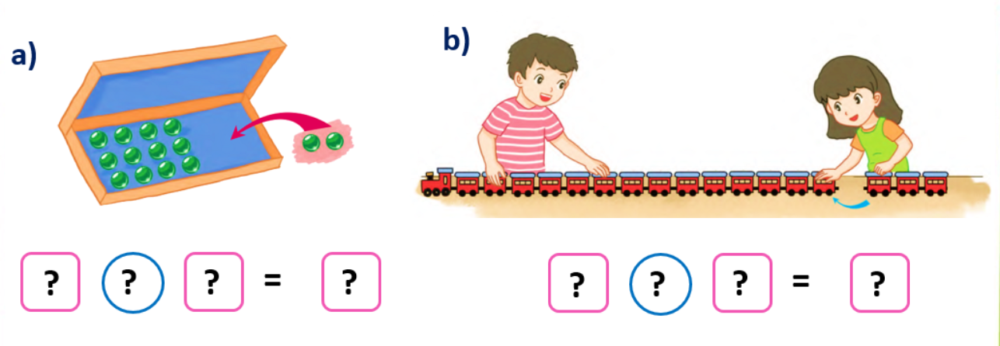 a)
b)
? ? ? = ?
? ? ? = ?